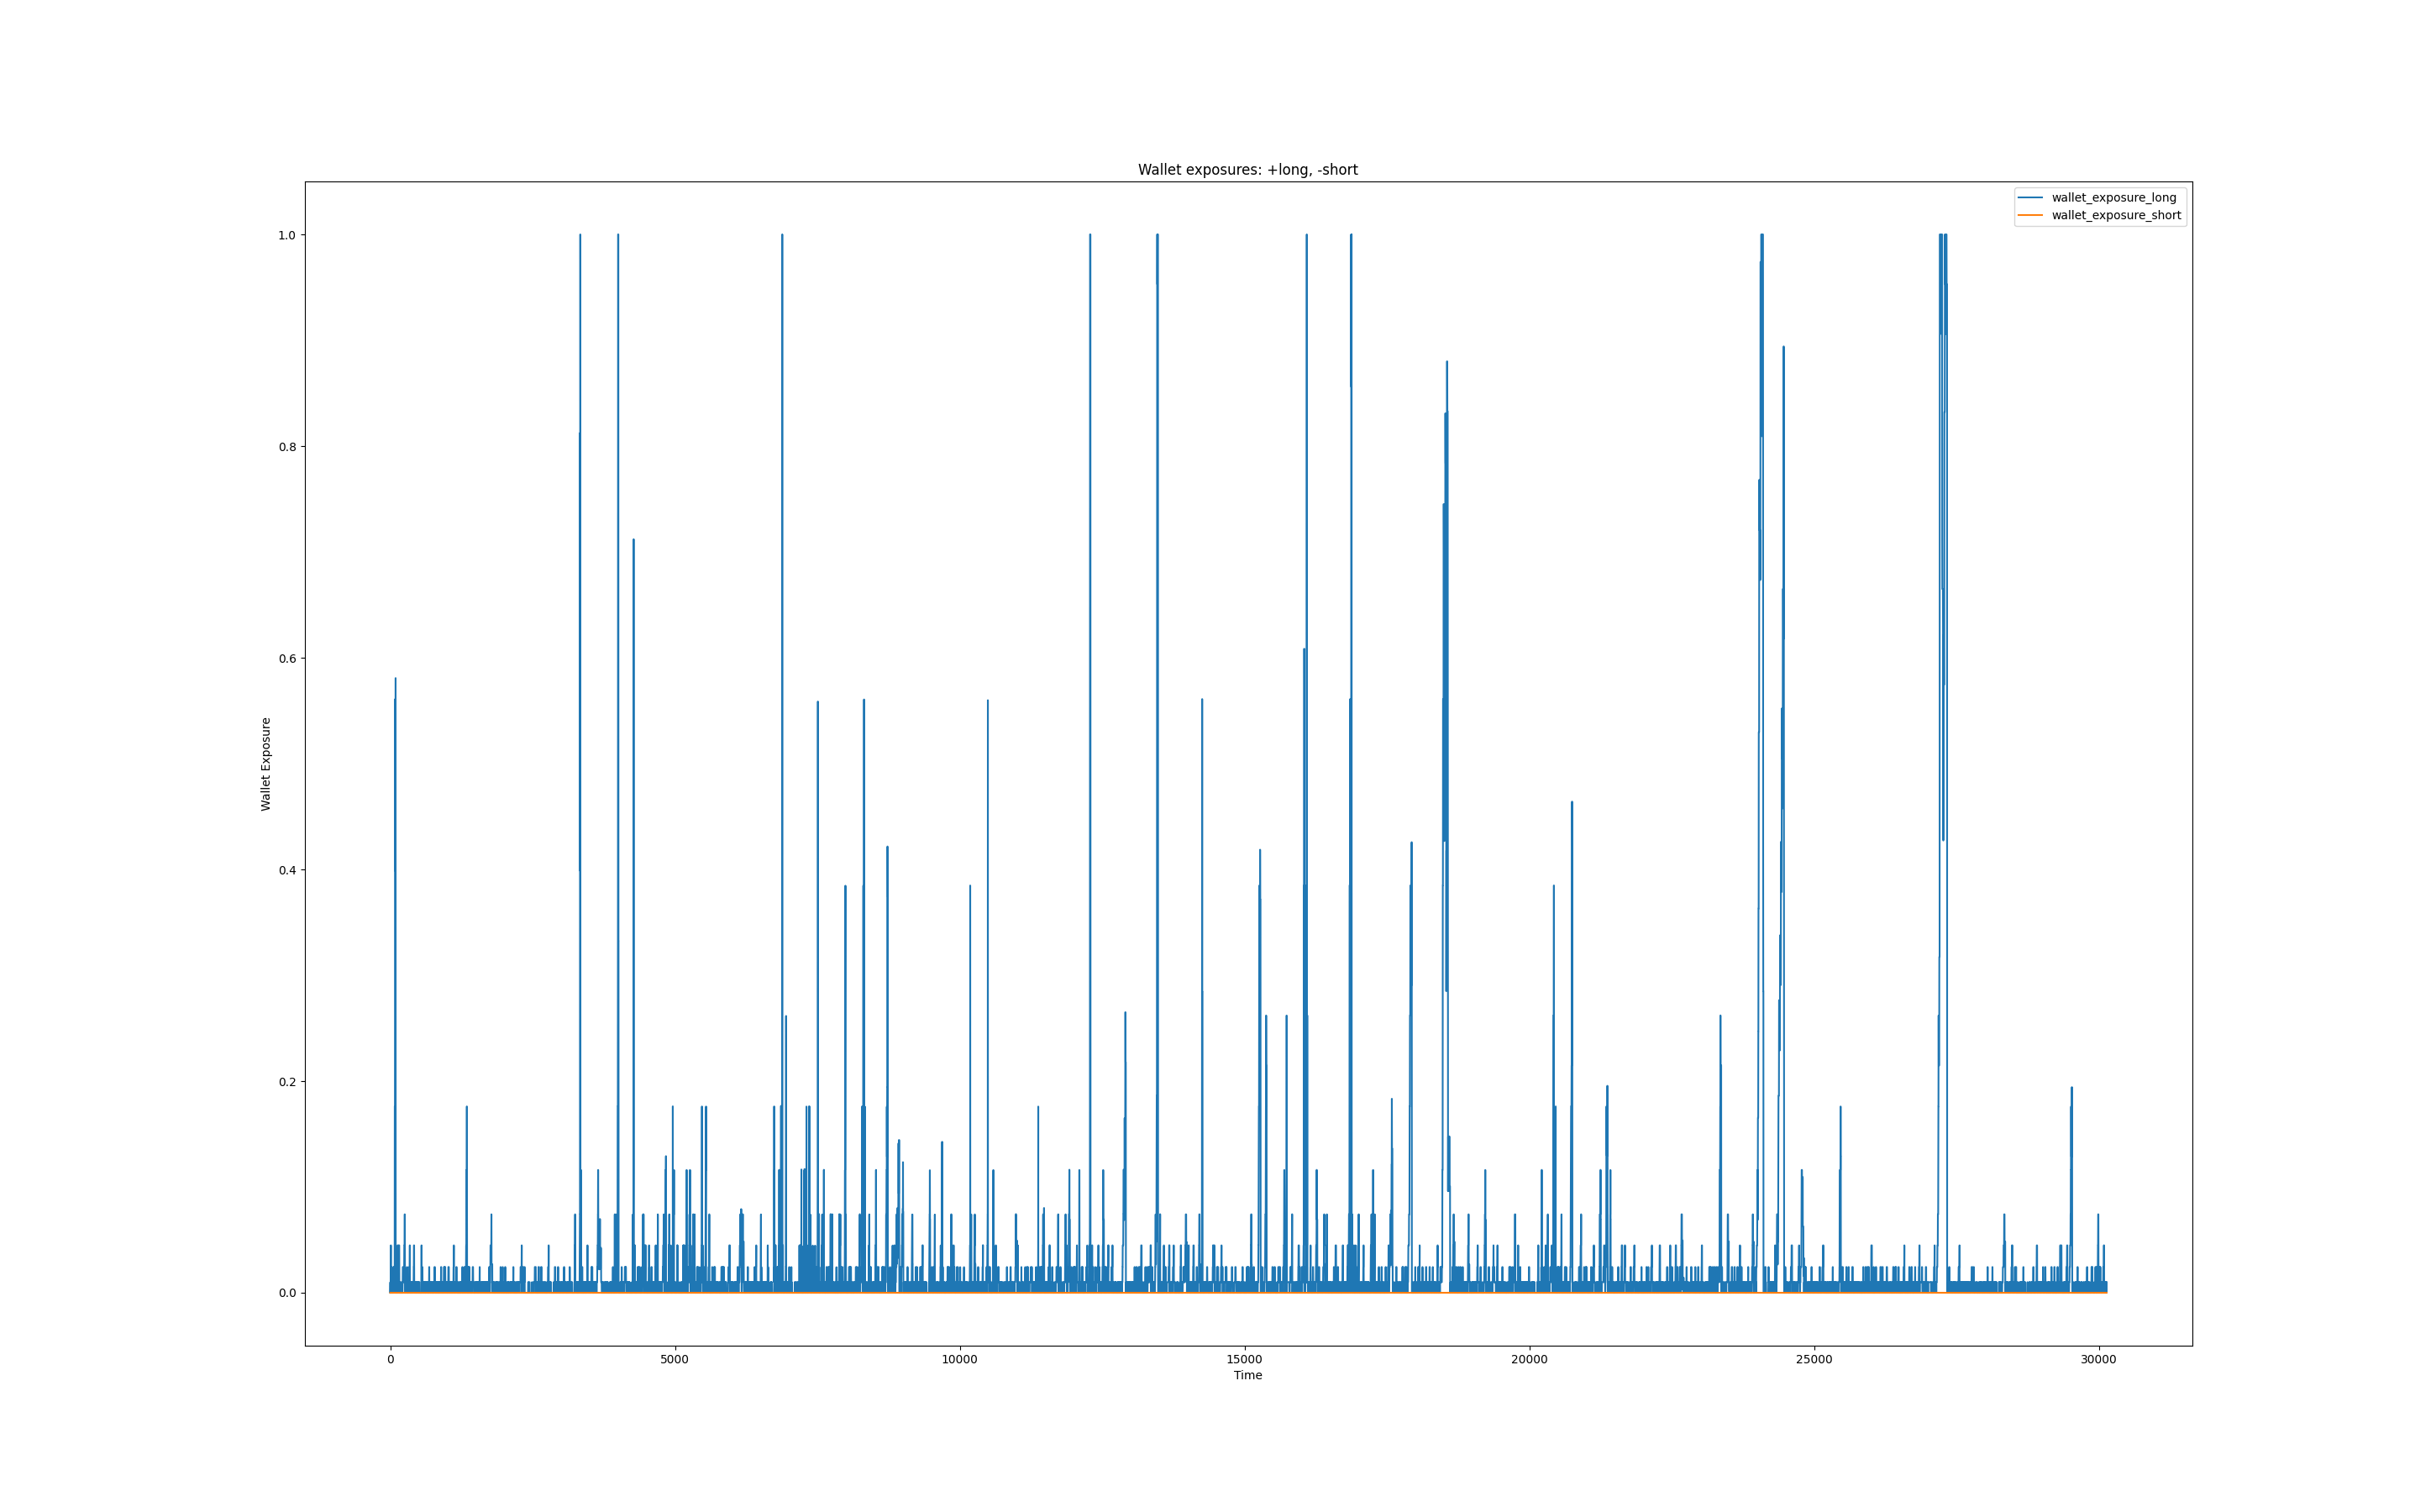 Wallet exposures: +long, -short
wallet_exposure_long
wallet_exposure_short
1.0
0.8
0.6
0.4
0.2
0.0
Wallet Exposure
0 5000 10000 15000 20000 25000 30000
Time